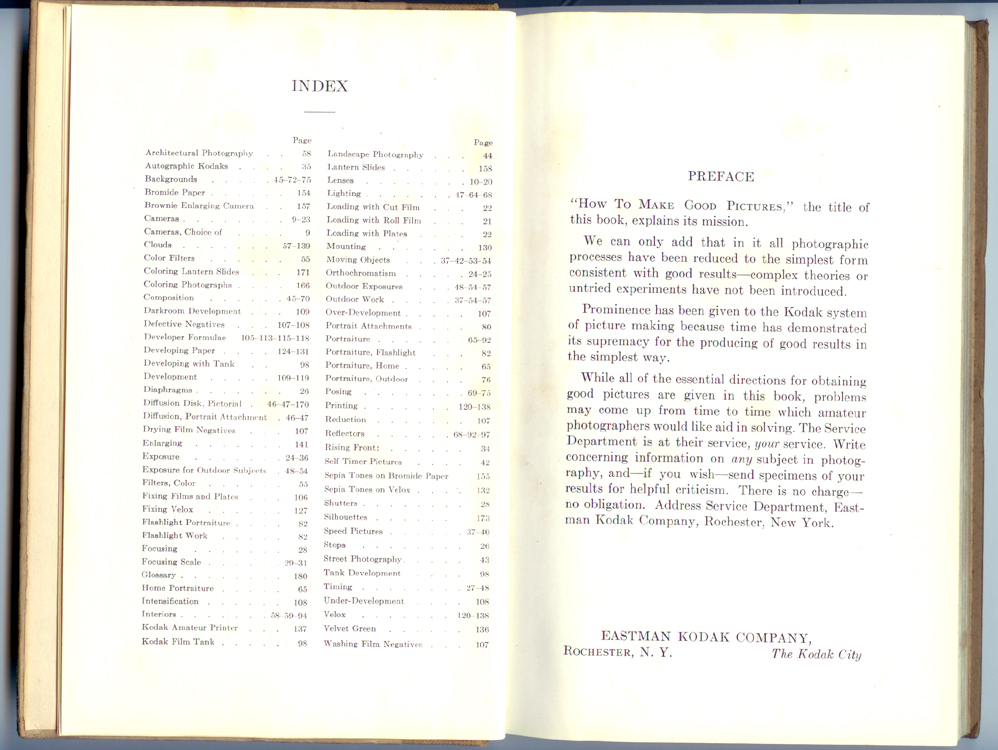 INDEX
Page
Architectural Photography . . 58
Autographic Kodaks . . . . 35
Backgrounds . . . . . 45–72–75
Bromide Paper . . . . . 154
Brownie Enlarging Camera . . 157
Cameras . . . . . . . 9–23
Cameras, Choice of . . . . 9
Clouds . . . . . . . 57–139
Color Filters . . . . . 55
Coloring Lantern Slides . . . 171
Coloring Photographs . . . . 166
Composition . . . . . . 45–70
Darkroom Development . . . 109
Defective Negatives . . . 107–108
Developer Formulae 105–113–115–118
Developing Paper . . . . 124–131
Developing with Tank . . 98
Development . . . . . 109–119
Diaphragms . . . . . . 26
Diffusion Disk, Pictorial . 46–47–170
Diffusion, Portrait Attachment . 46–47
Drying Film Negatives . . . 107
Enlarging . . . . . . 141
Exposure . . . . . . 24–36
Exposure for Outdoor Subjects . 48–54
Filters, Color . . . . . 55
Fixing Films and Plates . . . 106
Fixing Velox . . . . . 127
Flashlight Portraiture . . . . 82
Flashlight Work . . . . 82
Focusing . . . . . . 28
Focusing Scale . . . . . 29–31
Glossary . . . . . . . 180
Home Portraiture . . . . . 65
Intensification . . . . . 108
Interiors . . . . . . 58–59–94
Kodak Amateur Printer . . . 137
Kodak Film Tank . . . . . 98
Page
Landscape Photography . . . 44
Lantern Slides . . . . . 158
Lenses . . . . . . . 10–20
Lighting . . . . . . 47–64–68
Loading with Cut Film . . . 22
Loading with Roll Film . . . 21
Loading with Plates . . . 22
Mounting . . . . . . 130
Moving Objects . . . 37–42–53–54
Orthochromatism . . . . 24–25
Outdoor Exposures . . . 48–54–57
Outdoor Work . . . . 37–54–57
Over-Development . . . . . 107
Portrait Attachments . . . . 80
Portraiture . . . . . . 65–92
Portraiture, Flashlight . . . 82
Portraiture, Home . . . . . 65
Portraiture, Outdoor . . . 76
Posing . . . . . . . 69–75
Printing . . . . . . 120–138
Reduction . . . . . . 107
Reflectors . . . . . . 68–92–97
Rising Front: . . . . . . 34
Self Timer Pictures . . . . 42
Sepia Tones on Bromide Paper 155
Sepia Tones on Velox . . . . 132
Shutters . . . . . . . 28
Silhouettes . . . . . . 173
Speed Pictures . . . . . 37–40
Stops . . . . . . . 26
Street Photography . . . . 43
Tank Development . . . . 98
Timing . . . . . . . 27–48
Under-Development . . . . 108
Velox . . . . . . 120–138
Velvet Green . . . . . 136
Washing Film Negatives . . . 107
PREFACE
“How To Make Good Pictures,” the title of
this book, explains its mission.
We can only add that in it all photographic
processes have been reduced to the simplest form
consistent with good results—complex theories or
untried experiments have not been introduced.
Prominence has been given to the Kodak system
of picture making because time has demonstrated
its supremacy for the producing of good results in
the simplest way.
While all of the essential directions for obtaining
good pictures are given in this book, problems
may come up from time to time which amateur
photographers would like aid in solving. The Service
Department is at their service, your service. Write
concerning information on any subject in photog-
raphy, and—if you wish—send specimens of your
results for helpful criticism. There is no charge—
no obligation. Address Service Department, East-
man Kodak Company, Rochester, New York.
EASTMAN KODAK COMPANY,
Rochester, N. Y. The Kodak City